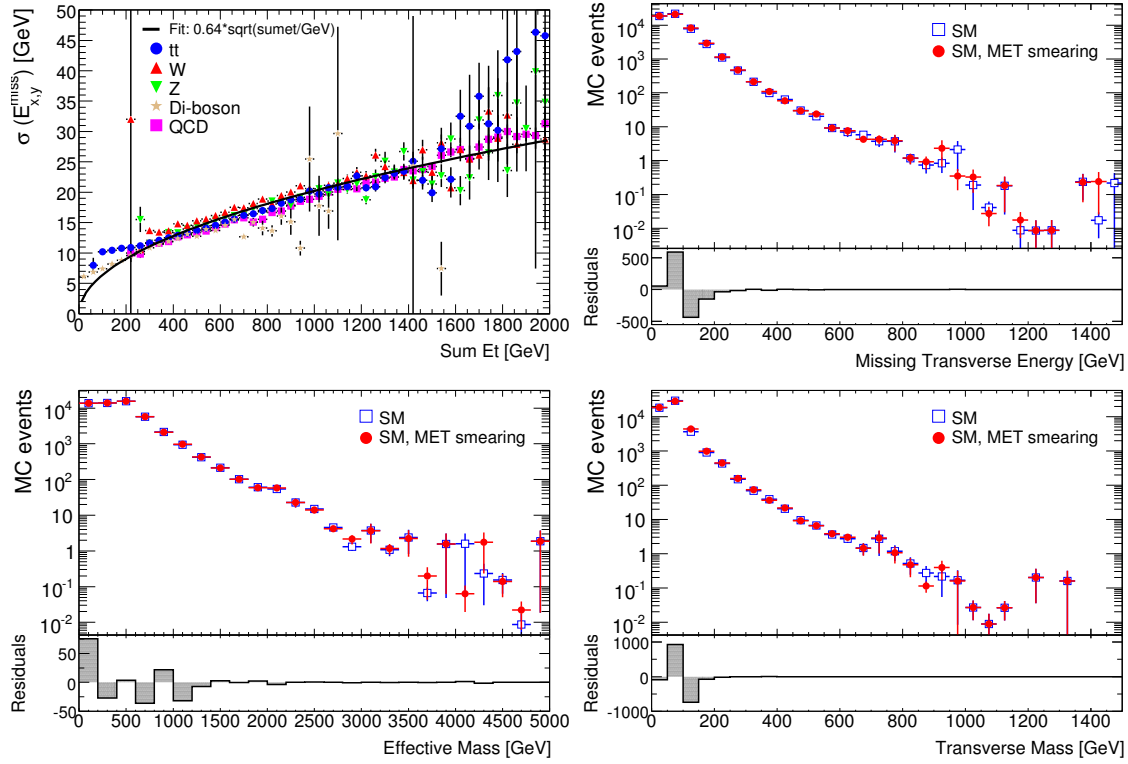 σ (E^miss_x,y) [GeV]
50
45
40
35
30
25
20
15
10
5
0
Fit: 0.64*sqrt(sumet/GeV)
tt
W
Z
Di-boson
QCD
0 200 400 600 800 1000 1200 1400 1600 1800 2000
Sum Et [GeV]
MC events
10^4
10^3
10^2
10
1
10^-1
10^-2
SM
SM, MET smearing
Residuals
500
0
-500
0 200 400 600 800 1000 1200 1400
Missing Transverse Energy [GeV]
MC events
10^4
10^3
10^2
10
1
10^-1
10^-2
SM
SM, MET smearing
Residuals
50
0
-50
0 500 1000 1500 2000 2500 3000 3500 4000 4500 5000
Effective Mass [GeV]
MC events
10^4
10^3
10^2
10
1
10^-1
10^-2
SM
SM, MET smearing
Residuals
1000
0
-1000
0 200 400 600 800 1000 1200 1400
Transverse Mass [GeV]